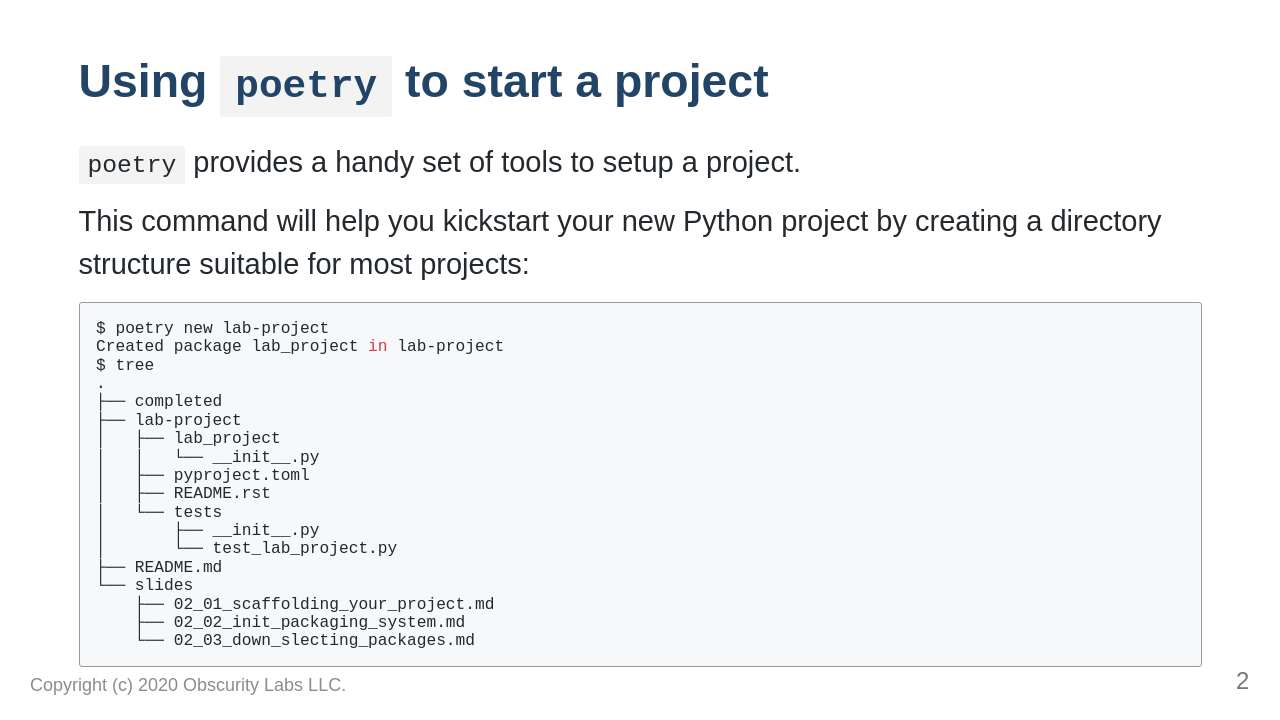 Using poetry to start a project
poetry provides a handy set of tools to setup a project.
This command will help you kickstart your new Python project by creating a directory
structure suitable for most projects:
$ poetry new lab-project
Created package lab_project in lab-project
$ tree
.
├── completed
├── lab-project
│   ├── lab_project
│   │   └── __init__.py
│   ├── pyproject.toml
│   ├── README.rst
│   └── tests
│       ├── __init__.py
│       └── test_lab_project.py
├── README.md
└── slides
    ├── 02_01_scaffolding_your_project.md
    ├── 02_02_init_packaging_system.md
    └── 02_03_down_slecting_packages.md
Copyright (c) 2020 Obscurity Labs LLC.
2